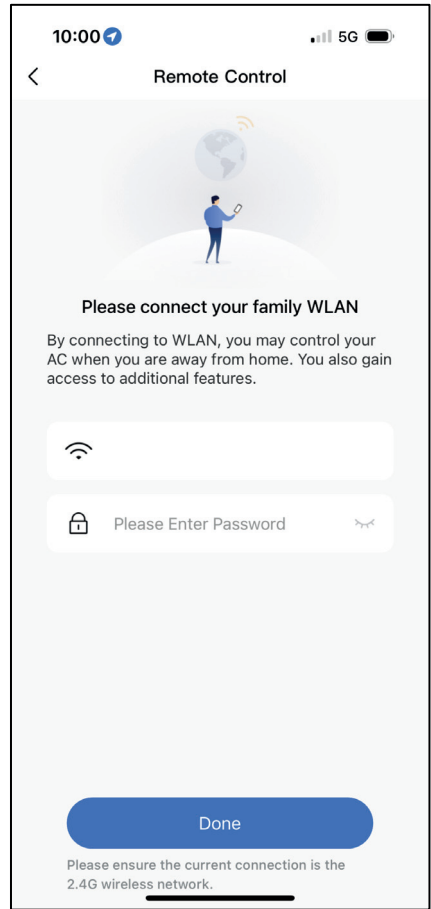 10:00
5G
Remote Control
Please connect your family WLAN
By connecting to WLAN, you may control your
AC when you are away from home. You also gain
access to additional features.
Please Enter Password
Done
Please ensure the current connection is the
2.4G wireless network.